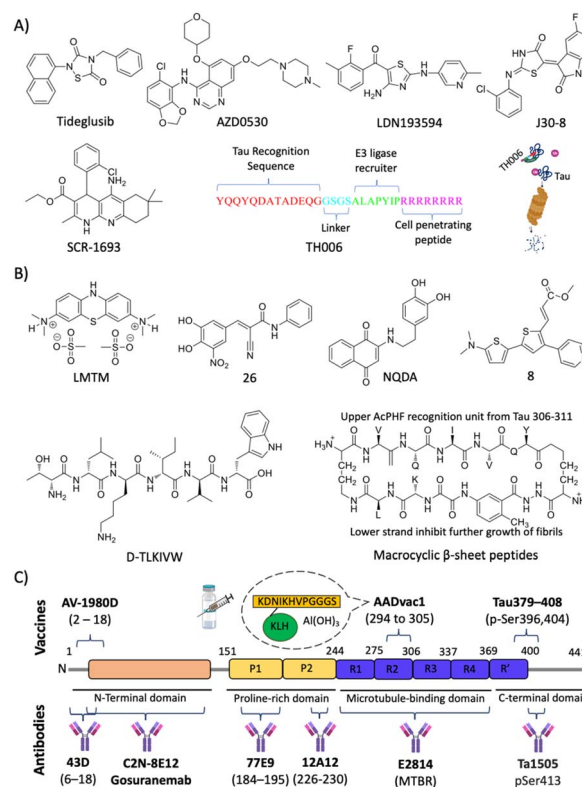 A)
Tideglusib
AZD0530
LDN193594
J30-8
SCR-1693
Tau Recognition
Sequence
E3 ligase
recruiter
YQQYQDATADEQGGSGSALAPYIPRRRRRRRR
Linker
Cell penetrating
peptide
TH006
TH006
Tau
B)
LMTM
26
NQDA
8
D-TLKIVW
Upper AcPHF recognition unit from Tau 306-311
Lower strand inhibit further growth of fibrils
Macrocyclic β-sheet peptides
C)
Vaccines
AV-1980D
(2 – 18)
KDNIKHVPGGGS
KLH
Al(OH)3
AADvac1
(294 to 305)
Tau379–408
(p-Ser396,404)
1
151
244
275
306
337
369
400
441
N
P1
P2
R1
R2
R3
R4
R'
N-Terminal domain
Proline-rich domain
Microtubule-binding domain
C-terminal domain
Antibodies
43D
(6–18)
C2N-8E12
Gosuranemab
77E9
(184–195)
12A12
(226-230)
E2814
(MTBR)
Ta1505
pSer413